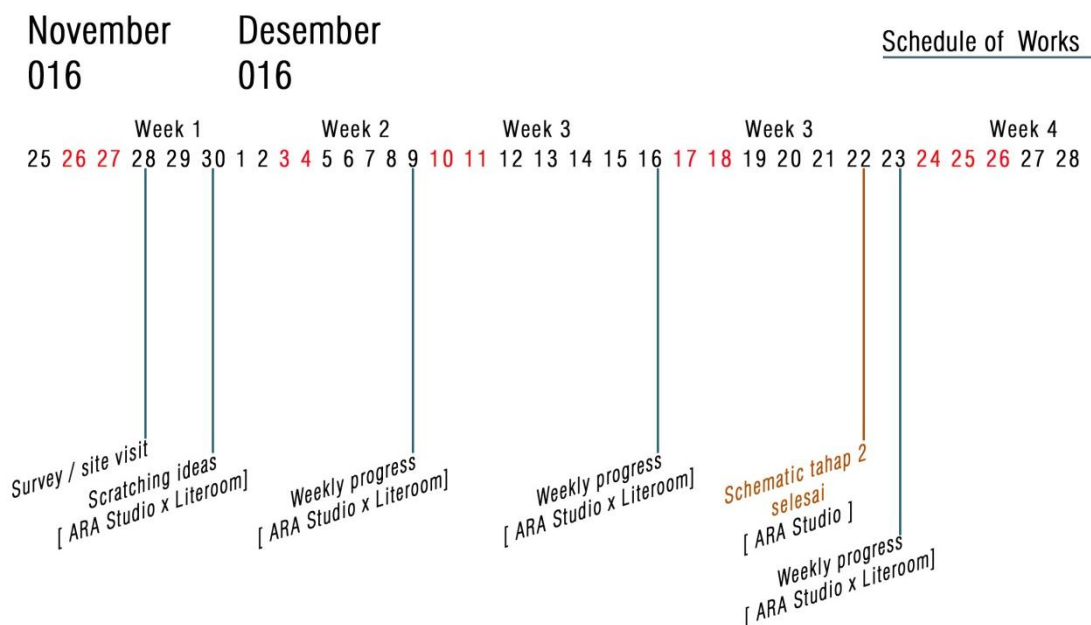 November
016
Desember
016
Schedule of Works
Week 1 Week 2 Week 3 Week 3 Week 4
25 26 27 28 29 30 1 2 3 4 5 6 7 8 9 10 11 12 13 14 15 16 17 18 19 20 21 22 23 24 25 26 27 28
Survey / site visit
Scratching ideas
[ ARA Studio x Literoom]
Weekly progress
[ ARA Studio x Literoom]
Weekly progress
[ ARA Studio x Literoom]
Schematic tahap 2
selesai
[ ARA Studio ]
Weekly progress
[ ARA Studio x Literoom]